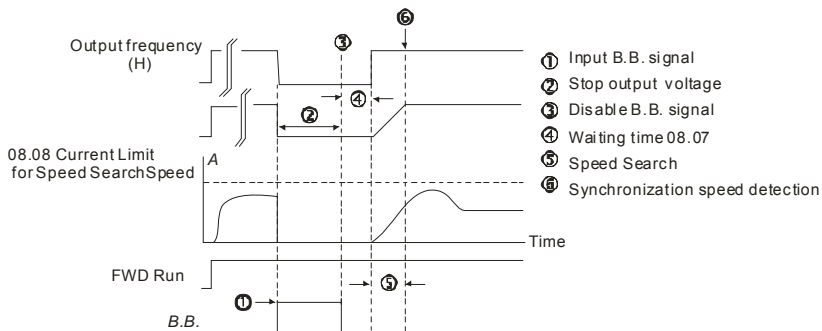 Output frequency
(H)
③
⑥
④
②
① Input B.B. signal
② Stop output voltage
③ Disable B.B. signal
④ Waiting time 08.07
⑤ Speed Search
⑥ Synchronization speed detection
08.08 Current Limit
for Speed SearchSpeed
A
Time
FWD Run
⑤
①
B.B.